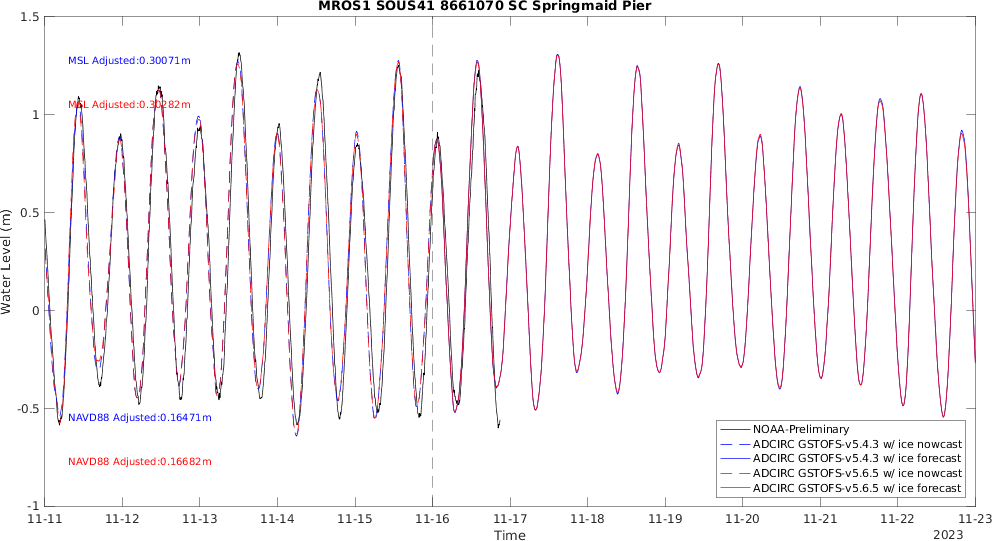 MROS1 SOUS41 8661070 SC Springmaid Pier
1.5
1
0.5
0
-0.5
-1
Water Level (m)
MSL Adjusted:0.30071m
MSL Adjusted:0.30282m
NAVD88 Adjusted:0.16471m
NAVD88 Adjusted:0.16682m
NOAA-Preliminary
ADCIRC GSTOFS-v5.4.3 w/ ice nowcast
ADCIRC GSTOFS-v5.4.3 w/ ice forecast
ADCIRC GSTOFS-v5.6.5 w/ ice nowcast
ADCIRC GSTOFS-v5.6.5 w/ ice forecast
11-11 11-12 11-13 11-14 11-15 11-16 11-17 11-18 11-19 11-20 11-21 11-22 11-23
Time
2023